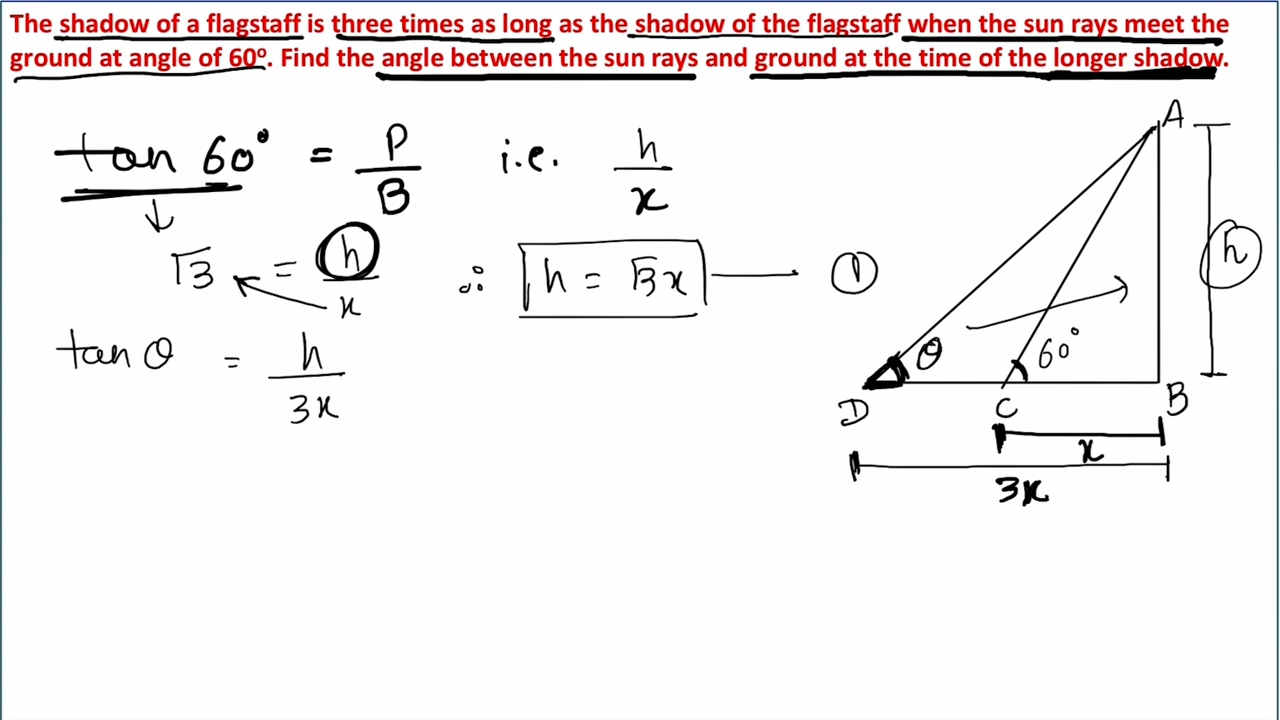 The shadow of a flagstaff is three times as long as the shadow of the flagstaff when the sun rays meet the
ground at angle of 60°. Find the angle between the sun rays and ground at the time of the longer shadow.
tan 60° = P/B i.e. h/x
√3 = h/x ∴ h = √3x ①
tan θ = h/3x
A
h
θ
60°
D
C
B
x
3x